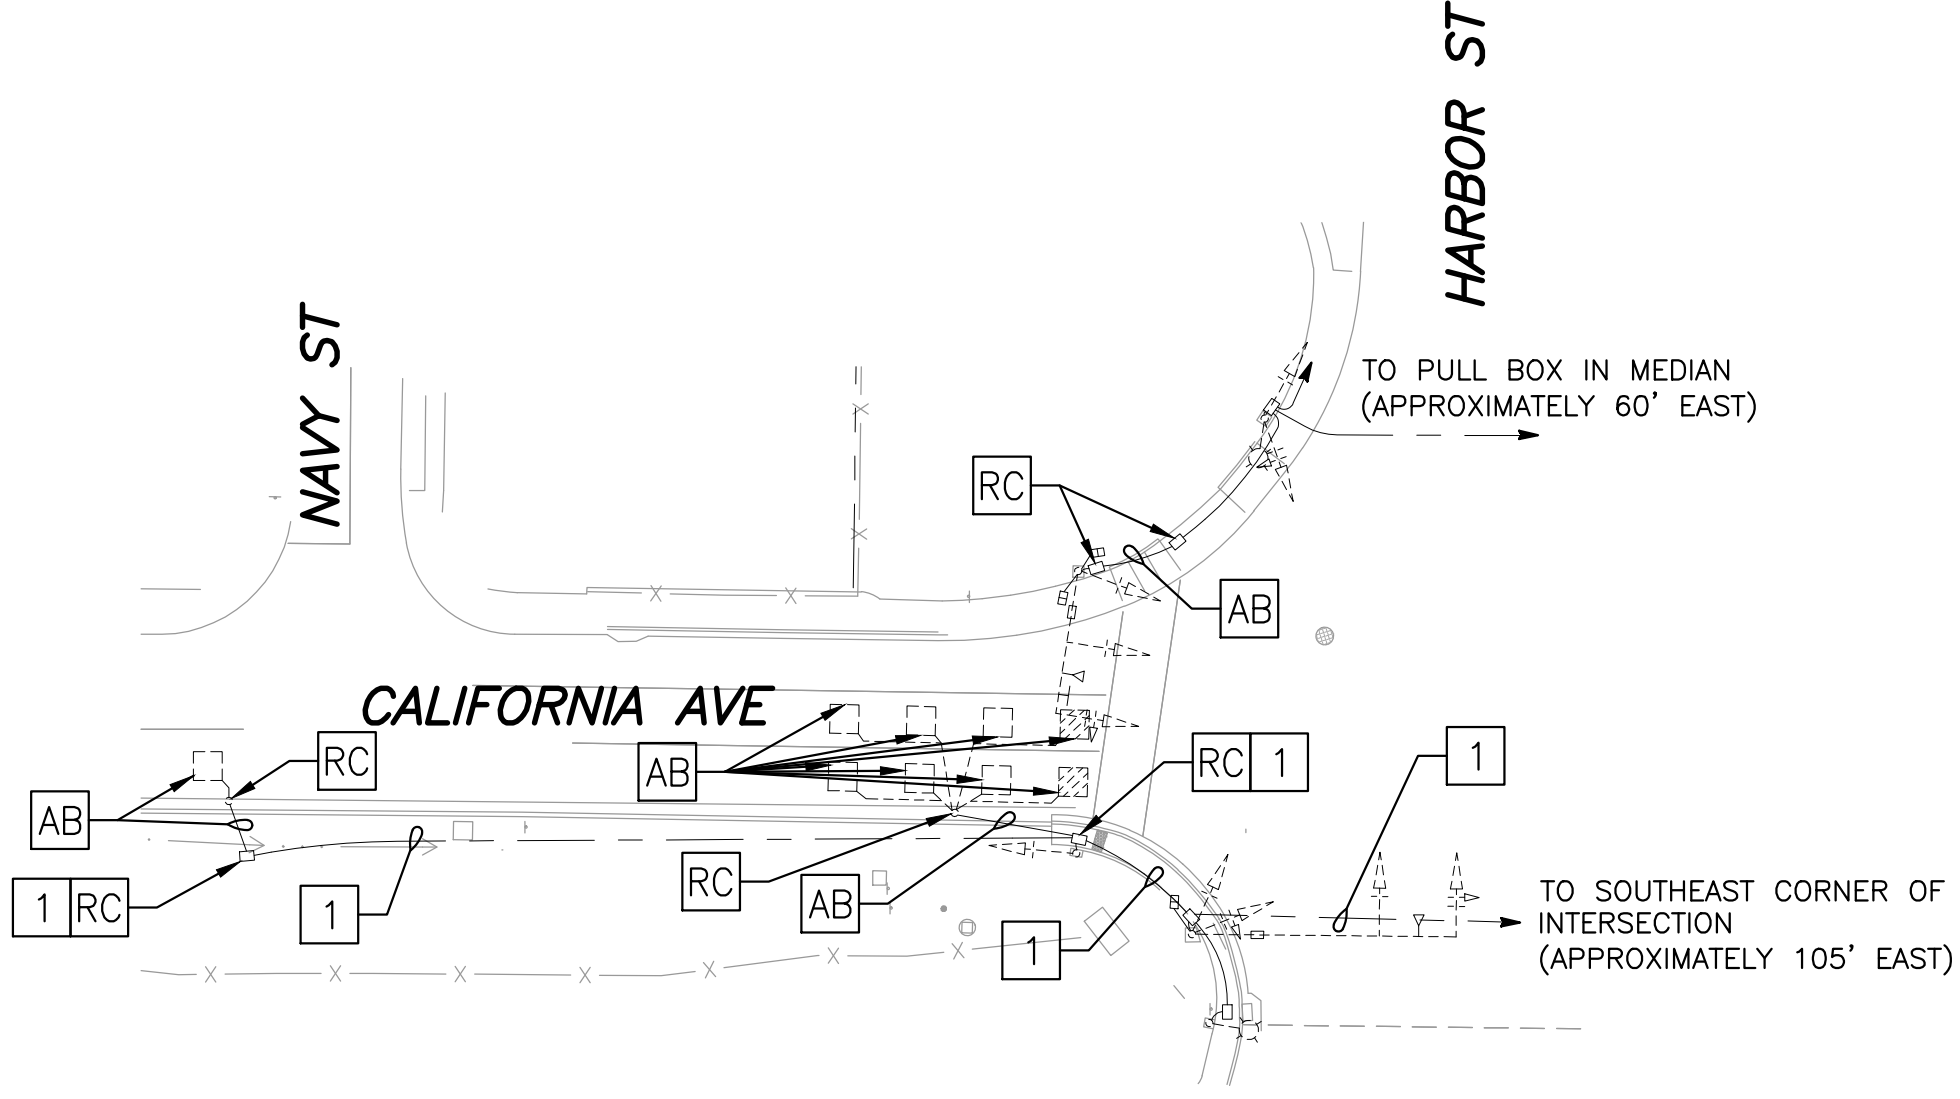 HARBOR ST
NAVY ST
TO PULL BOX IN MEDIAN
(APPROXIMATELY 60' EAST)
RC
AB
CALIFORNIA AVE
RC
AB
RC 1
1
AB
1 RC
1
RC
AB
1
TO SOUTHEAST CORNER OF
INTERSECTION
(APPROXIMATELY 105' EAST)